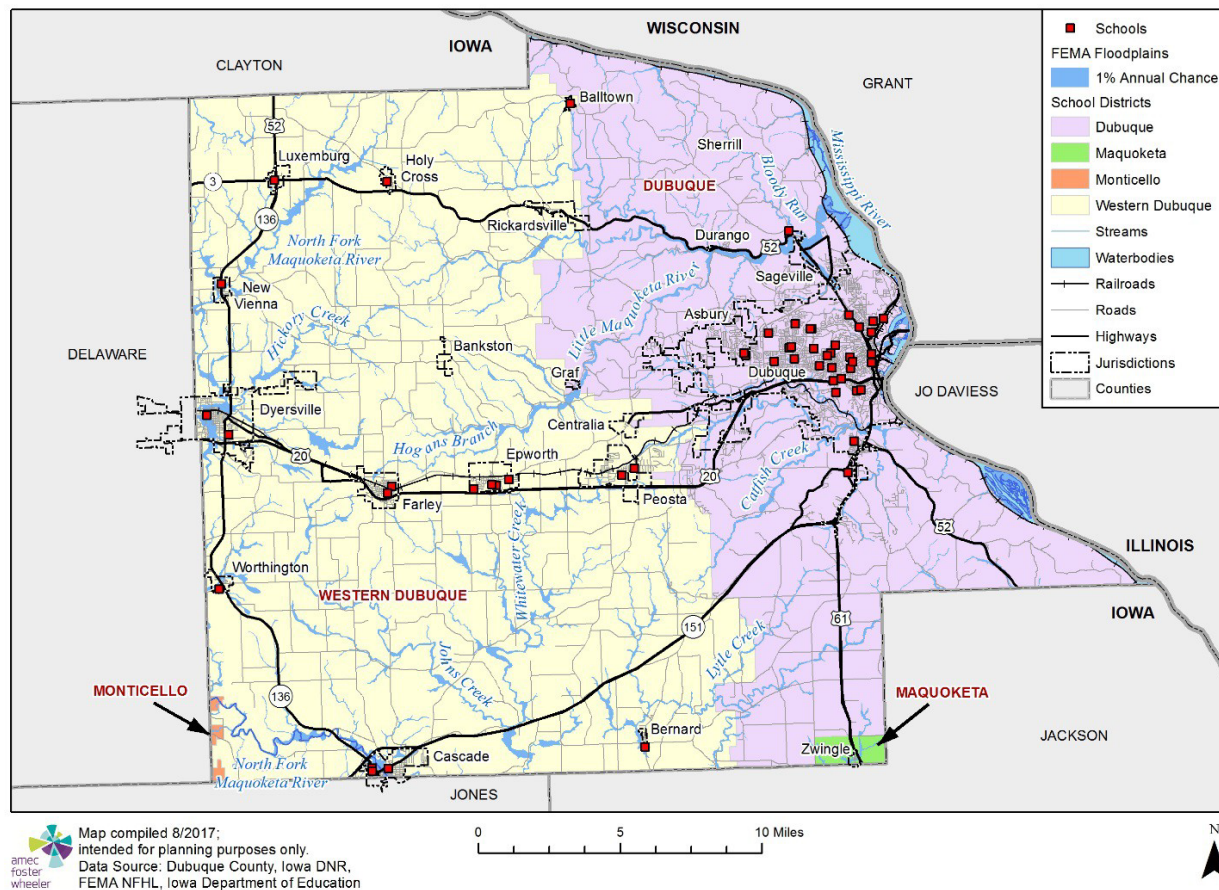 WISCONSIN
IOWA
CLAYTON
GRANT
52
Balltown
Sherrill
Mississippi River
Bloody Run
Luxemburg
Holy
Cross
3
DUBUQUE
136
Rickardsville
Durango
52
North Fork
Maquoketa River
Sageville
New
Vienna
Little Maquoketa River
Asbury
Hickory Creek
DELAWARE
Bankston
Graf
Dubuque
JO DAVIESS
Dyersville
Centralia
Hogans Branch
20
Epworth
Catfish Creek
20
Farley
Peosta
52
Whitewater Creek
ILLINOIS
Worthington
WESTERN DUBUQUE
IOWA
151
61
Lytle Creek
Johns Creek
MONTICELLO
136
MAQUOKETA
Bernard
Zwingle
JACKSON
North Fork
Maquoketa River
Cascade
JONES
Schools
FEMA Floodplains
1% Annual Chance
School Districts
Dubuque
Maquoketa
Monticello
Western Dubuque
Streams
Waterbodies
Railroads
Roads
Highways
Jurisdictions
Counties
amec
foster
wheeler
Map compiled 8/2017;
intended for planning purposes only.
Data Source: Dubuque County, Iowa DNR,
FEMA NFHL, Iowa Department of Education
0 5 10 Miles
N